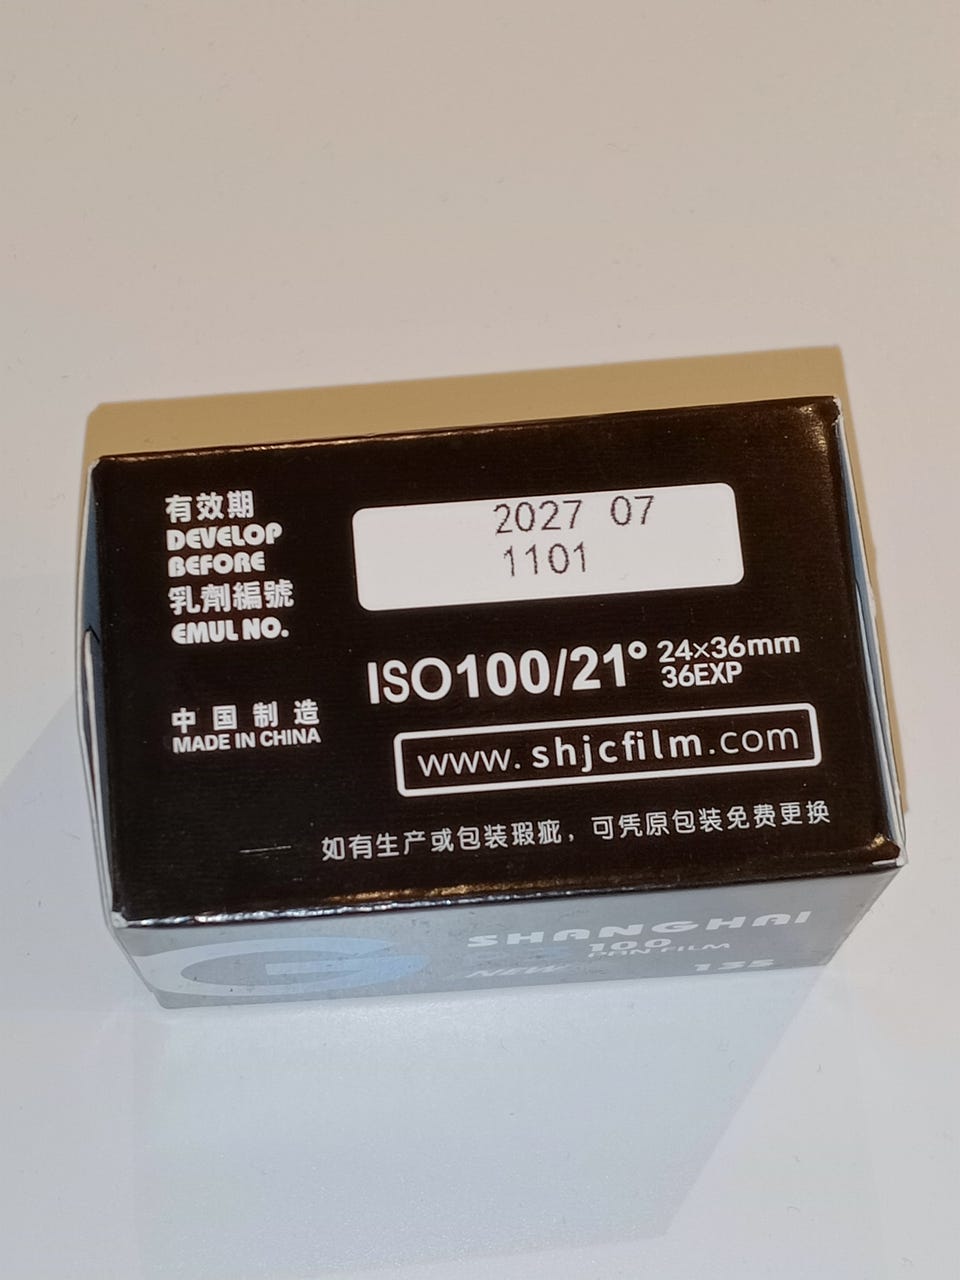 有效期
DEVELOP
BEFORE
乳劑編號
EMUL NO.
2027 07
1101
ISO100/21° 24×36mm
36EXP
中国制造
MADE IN CHINA
www.shjcfilm.com
如有生产或包装瑕疵，可凭原包装免费更换
SHANGHAI
100
PAN FILM
NEW
135